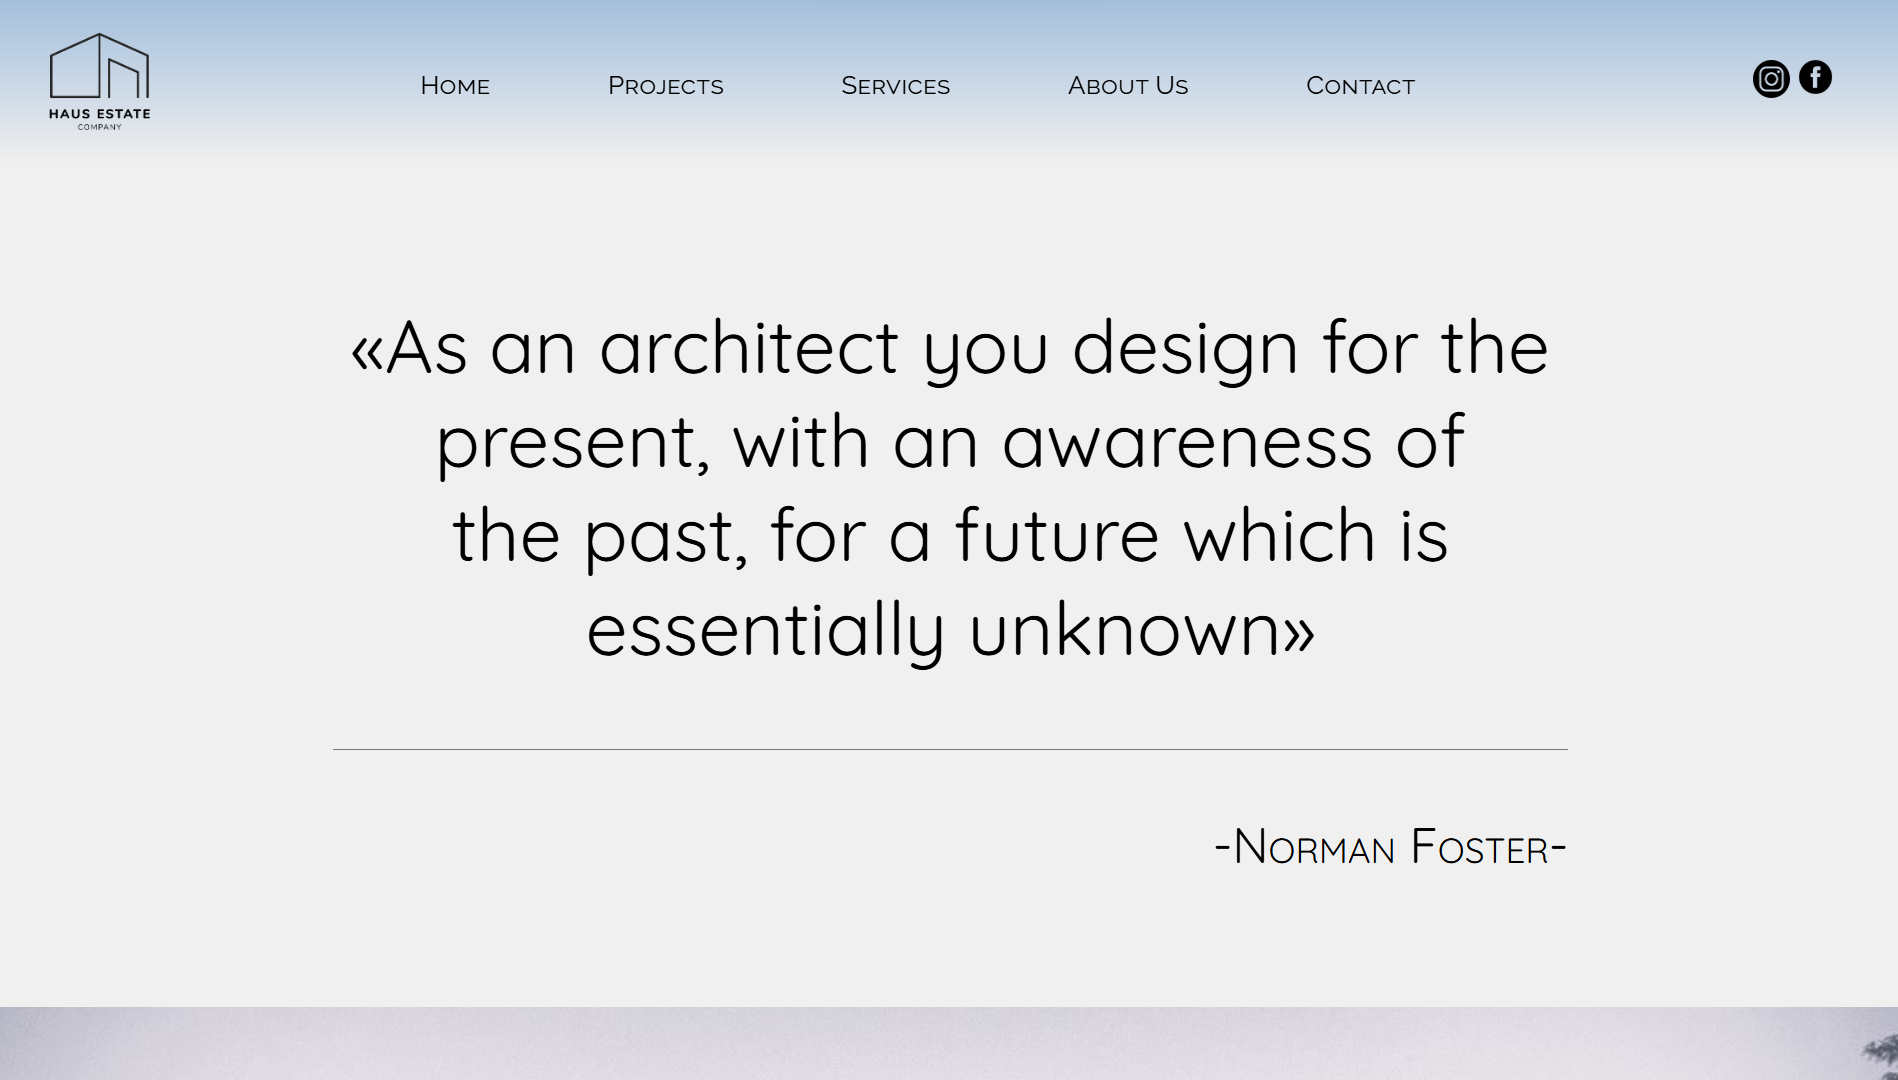 HAUS ESTATE
COMPANY
Home Projects Services About Us Contact
«As an architect you design for the
present, with an awareness of
the past, for a future which is
essentially unknown»
-Norman Foster-